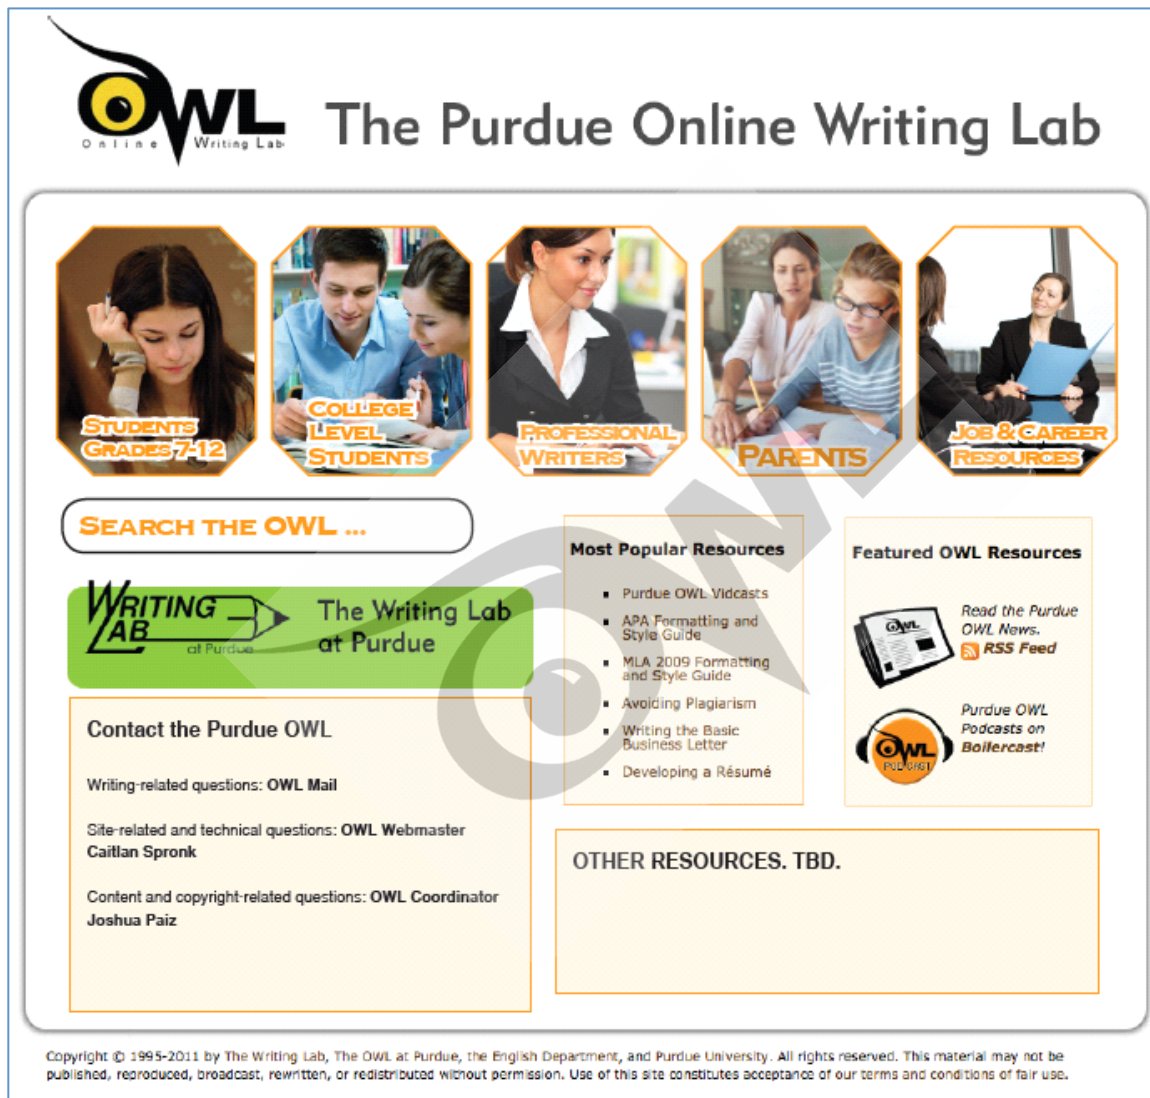 OWL
Online Writing Lab
The Purdue Online Writing Lab
STUDENTS
GRADES 7-12
COLLEGE
LEVEL
STUDENTS
PROFESSIONAL
WRITERS
PARENTS
JOB & CAREER
RESOURCES
SEARCH THE OWL ...
WRITING
LAB
at Purdue
The Writing Lab
at Purdue
Contact the Purdue OWL
Writing-related questions: OWL Mail
Site-related and technical questions: OWL Webmaster
Caitlan Spronk
Content and copyright-related questions: OWL Coordinator
Joshua Paiz
Most Popular Resources
Purdue OWL Vidcasts
APA Formatting and
Style Guide
MLA 2009 Formatting
and Style Guide
Avoiding Plagiarism
Writing the Basic
Business Letter
Developing a Résumé
Featured OWL Resources
OWL
Read the Purdue
OWL News.
RSS Feed
OWL
PODCAST
Purdue OWL
Podcasts on
Boilercast!
OTHER RESOURCES. TBD.
OWL
Copyright © 1995-2011 by The Writing Lab, The OWL at Purdue, the English Department, and Purdue University. All rights reserved. This material may not be
published, reproduced, broadcast, rewritten, or redistributed without permission. Use of this site constitutes acceptance of our terms and conditions of fair use.